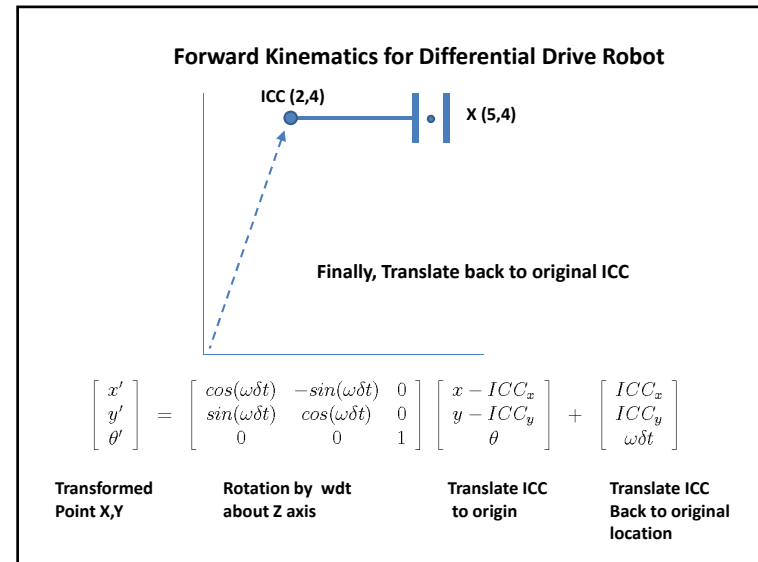 Forward Kinematics for Differential Drive Robot
ICC (2,4)
X (5,4)
Finally, Translate back to original ICC
[ x′ ] = [ cos(ωδt) −sin(ωδt) 0 ] [ x − ICC_x ] + [ ICC_x ]
[ y′ ] [ sin(ωδt) cos(ωδt) 0 ] [ y − ICC_y ] [ ICC_y ]
[ θ′ ] [ 0 0 1 ] [ θ ] [ ωδt ]
Transformed Rotation by wdt Translate ICC Translate ICC
Point X,Y about Z axis to origin Back to original
location